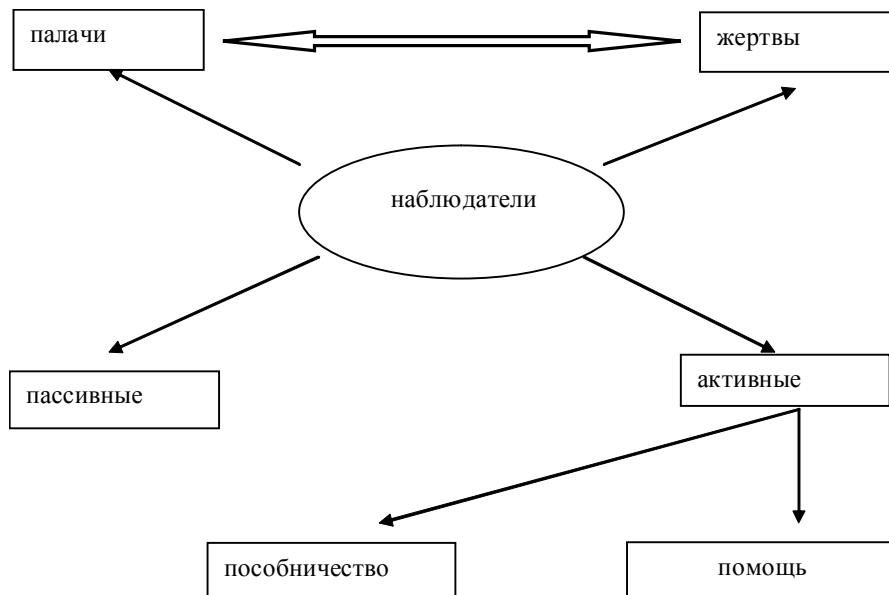 палачи
жертвы
наблюдатели
пассивные
активные
пособничество
помощь